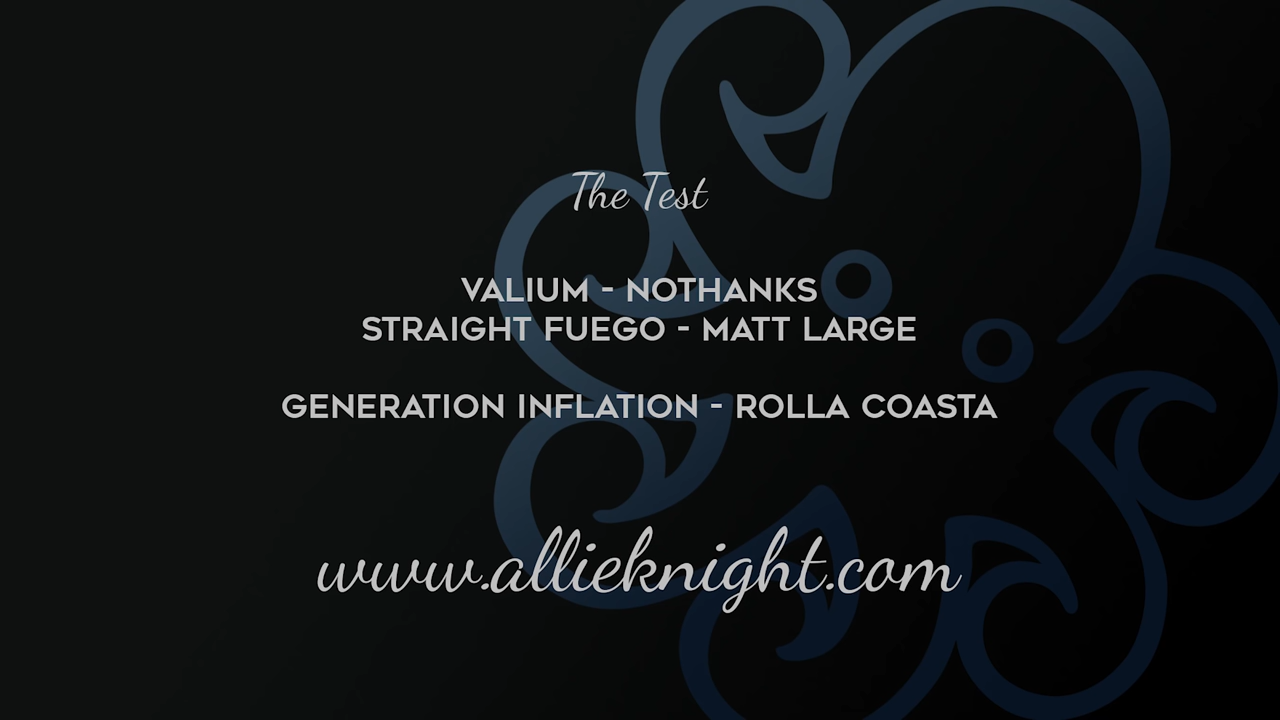 The Test
VALIUM - NOTHANKS
STRAIGHT FUEGO - MATT LARGE
GENERATION INFLATION - ROLLA COASTA
www.allieknight.com